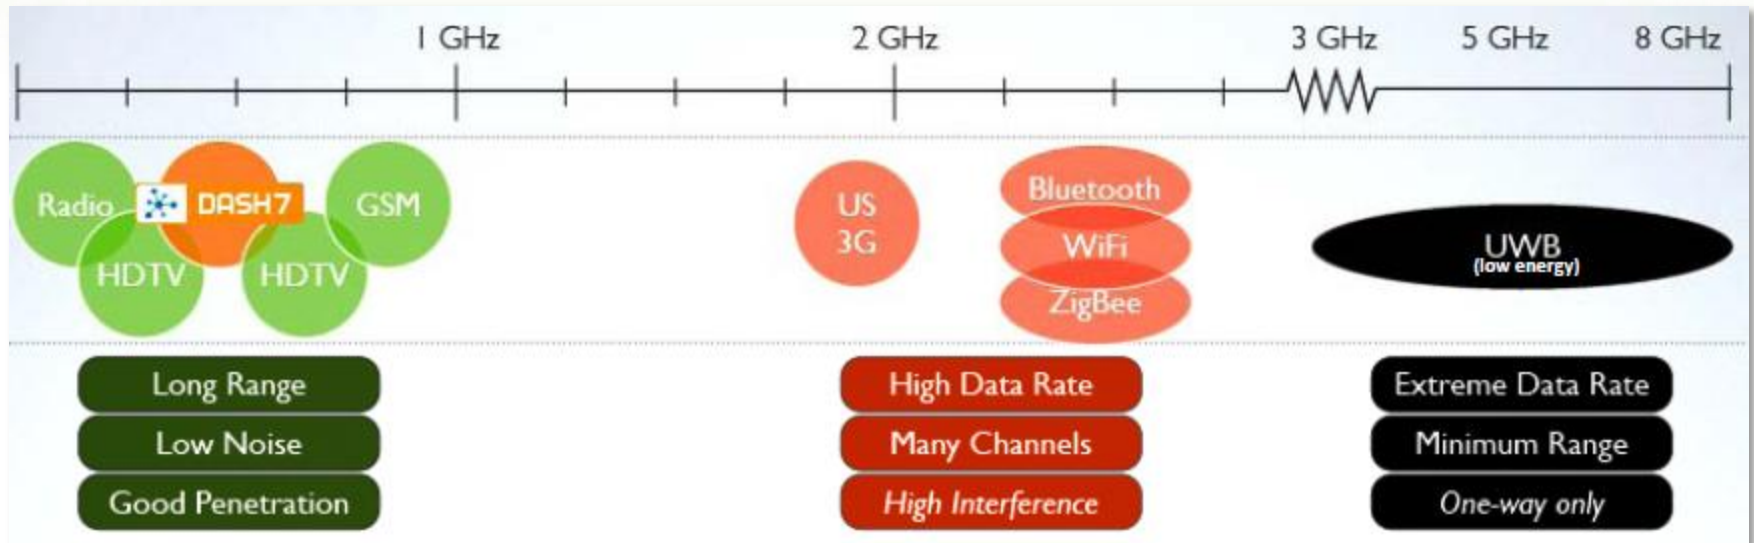 1 GHz
2 GHz
3 GHz
5 GHz
8 GHz
Radio
DASH7
GSM
HDTV
HDTV
US
3G
Bluetooth
WiFi
ZigBee
UWB
(low energy)
Long Range
Low Noise
Good Penetration
High Data Rate
Many Channels
High Interference
Extreme Data Rate
Minimum Range
One-way only